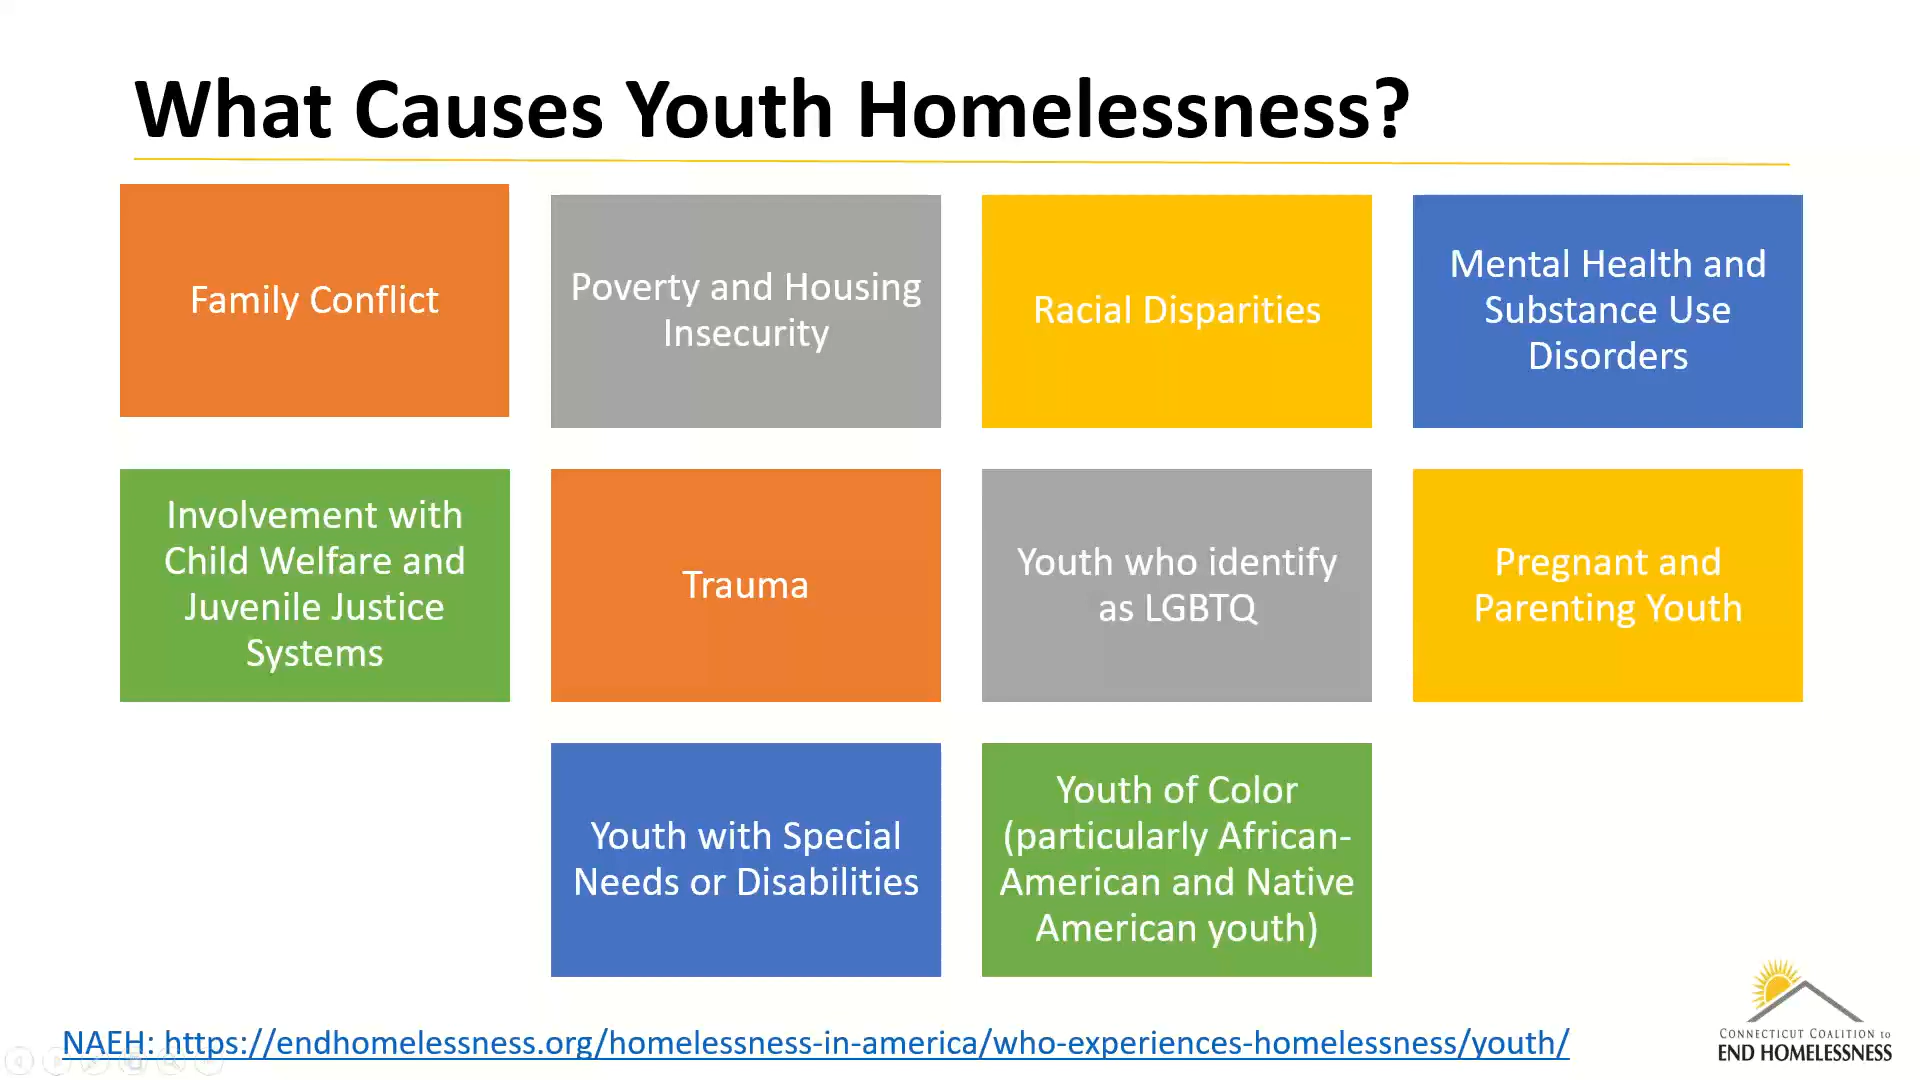 What Causes Youth Homelessness?
Family Conflict
Poverty and Housing
Insecurity
Racial Disparities
Mental Health and
Substance Use
Disorders
Involvement with
Child Welfare and
Juvenile Justice
Systems
Trauma
Youth who identify
as LGBTQ
Pregnant and
Parenting Youth
Youth with Special
Needs or Disabilities
Youth of Color
(particularly African-
American and Native
American youth)
NAEH: https://endhomelessness.org/homelessness-in-america/who-experiences-homelessness/youth/
CONNECTICUT COALITION TO
END HOMELESSNESS